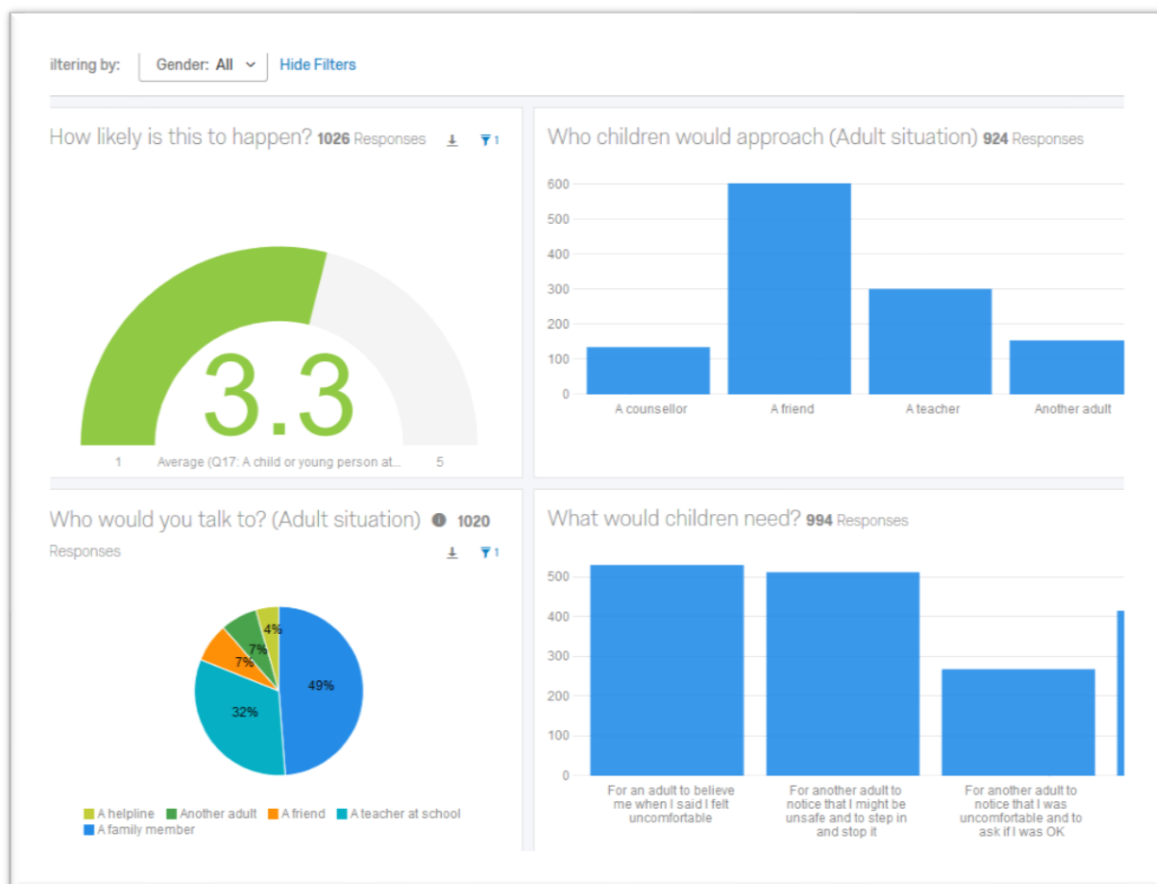 iltering by: Gender: All Hide Filters
How likely is this to happen? 1026 Responses 1
3.3
1 Average (Q17: A child or young person at... 5
Who children would approach (Adult situation) 924 Responses
600
500
400
300
200
100
0
A counsellor A friend A teacher Another adult
Who would you talk to? (Adult situation) 1020
Responses 1
4%
7%
7%
49%
32%
A helpline Another adult A friend A teacher at school
A family member
What would children need? 994 Responses
500
400
300
200
100
0
For an adult to believe
me when I said I felt
uncomfortable
For another adult to
notice that I might be
unsafe and to step in
and stop it
For another adult to
notice that I was
uncomfortable and to
ask if I was OK